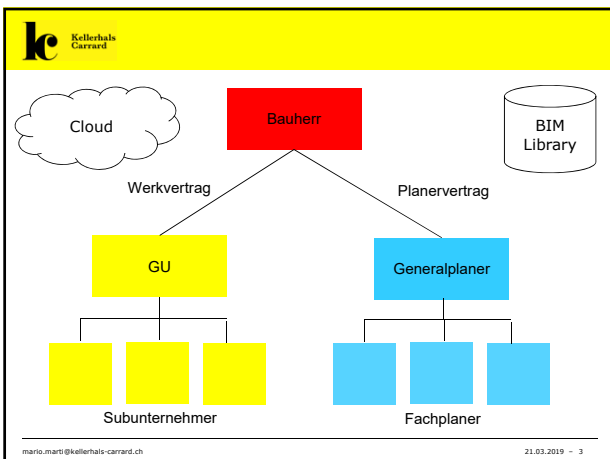 kc
Kellerhals
Carrard
Cloud
Bauherr
BIM
Library
Werkvertrag
Planervertrag
GU
Generalplaner
Subunternehmer
Fachplaner
mario.marti@kellerhals-carrard.ch
21.03.2019 – 3